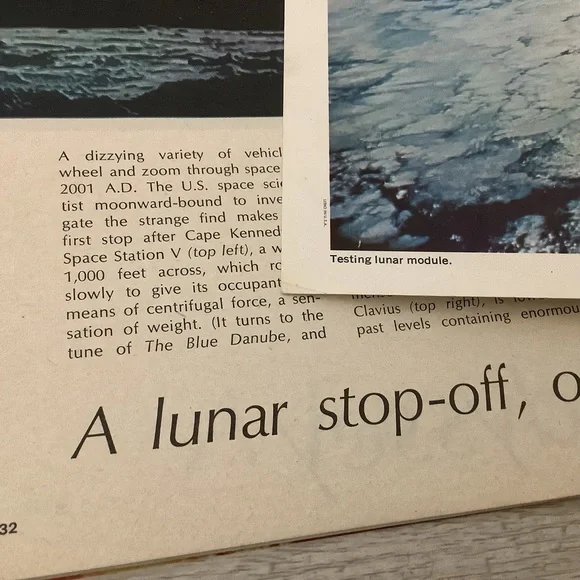 A dizzying variety of vehicl
wheel and zoom through space
2001 A.D. The U.S. space sci
tist moonward-bound to inve
gate the strange find makes
first stop after Cape Kenned
Space Station V (top left), a w
1,000 feet across, which ro
slowly to give its occupant
means of centrifugal force, a sen-
sation of weight. (It turns to the
tune of The Blue Danube, and
Clavius (top right), is
past levels containing enormou
Testing lunar module.
A lunar stop-off, o
32